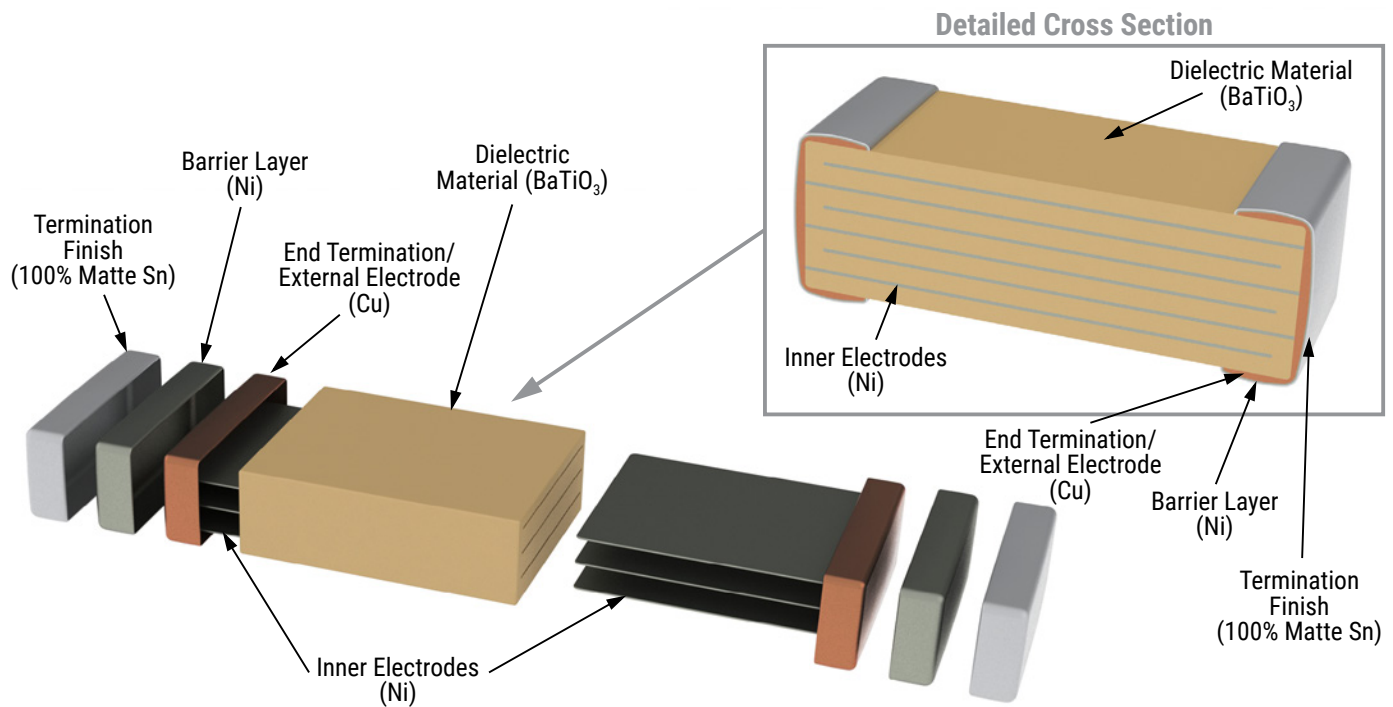 Detailed Cross Section
Dielectric Material
(BaTiO₃)
Inner Electrodes
(Ni)
End Termination/
External Electrode
(Cu)
Barrier Layer
(Ni)
Termination
Finish
(100% Matte Sn)
Termination
Finish
(100% Matte Sn)
Barrier Layer
(Ni)
End Termination/
External Electrode
(Cu)
Dielectric
Material (BaTiO₃)
Inner Electrodes
(Ni)